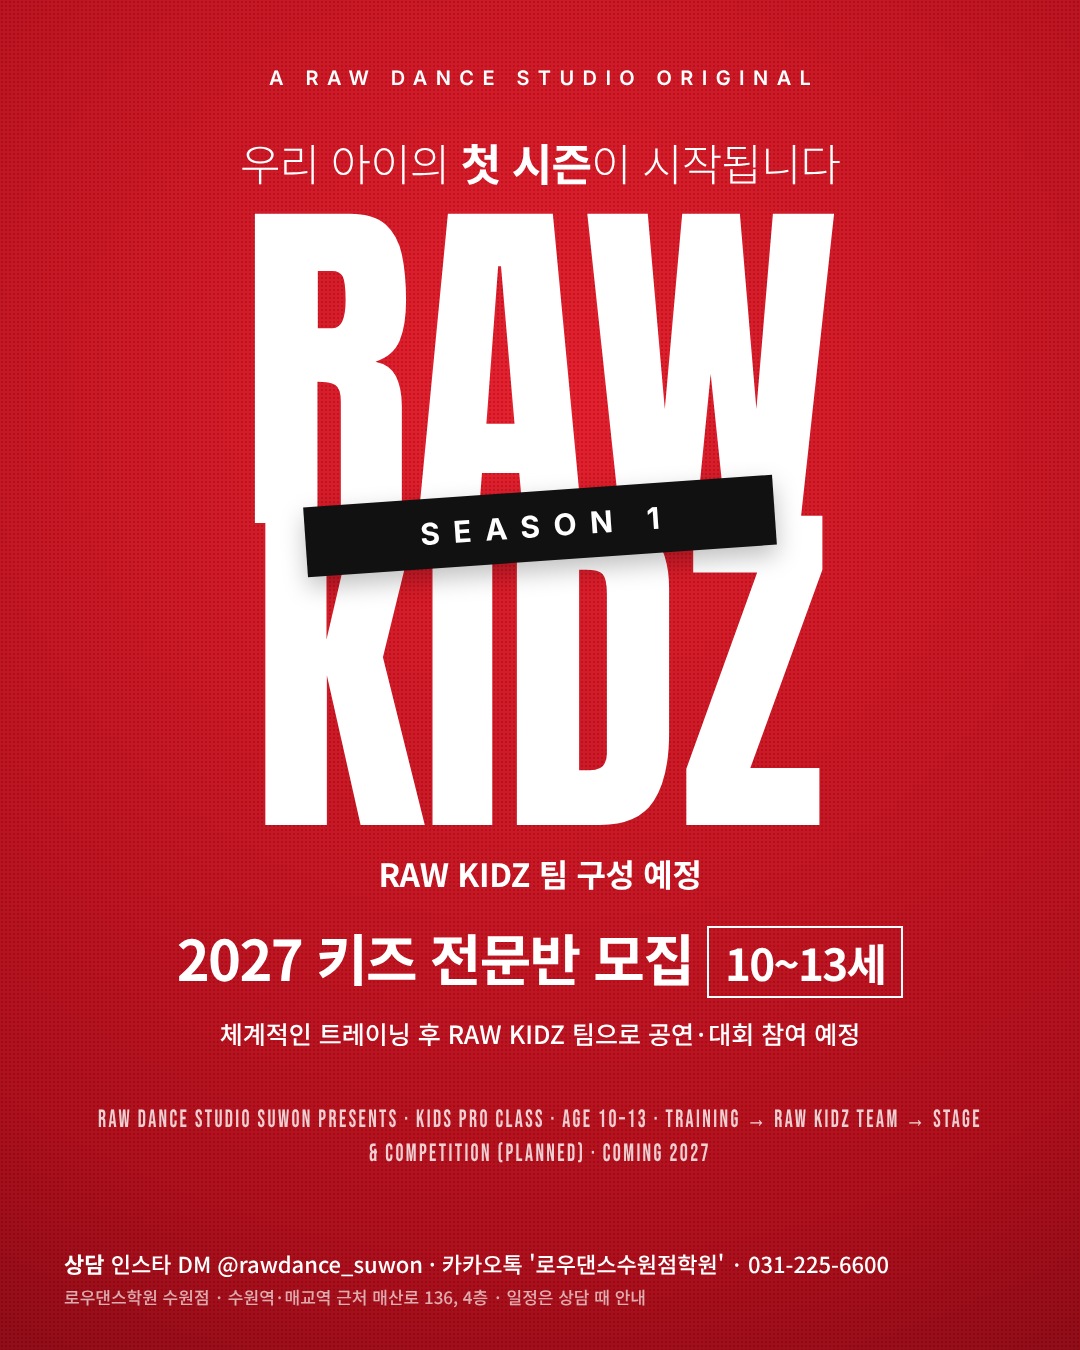 A RAW DANCE STUDIO ORIGINAL
우리 아이의 첫 시즌이 시작됩니다
RAW
SEASON 1
KIDZ
RAW KIDZ 팀 구성 예정
2027 키즈 전문반 모집 10~13세
체계적인 트레이닝 후 RAW KIDZ 팀으로 공연·대회 참여 예정
RAW DANCE STUDIO SUWON PRESENTS · KIDS PRO CLASS · AGE 10–13 · TRAINING → RAW KIDZ TEAM → STAGE
& COMPETITION (PLANNED) · COMING 2027
상담 인스타 DM @rawdance_suwon · 카카오톡 '로우댄스수원점학원' · 031-225-6600
로우댄스학원 수원점 · 수원역·매교역 근처 매산로 136, 4층 · 일정은 상담 때 안내